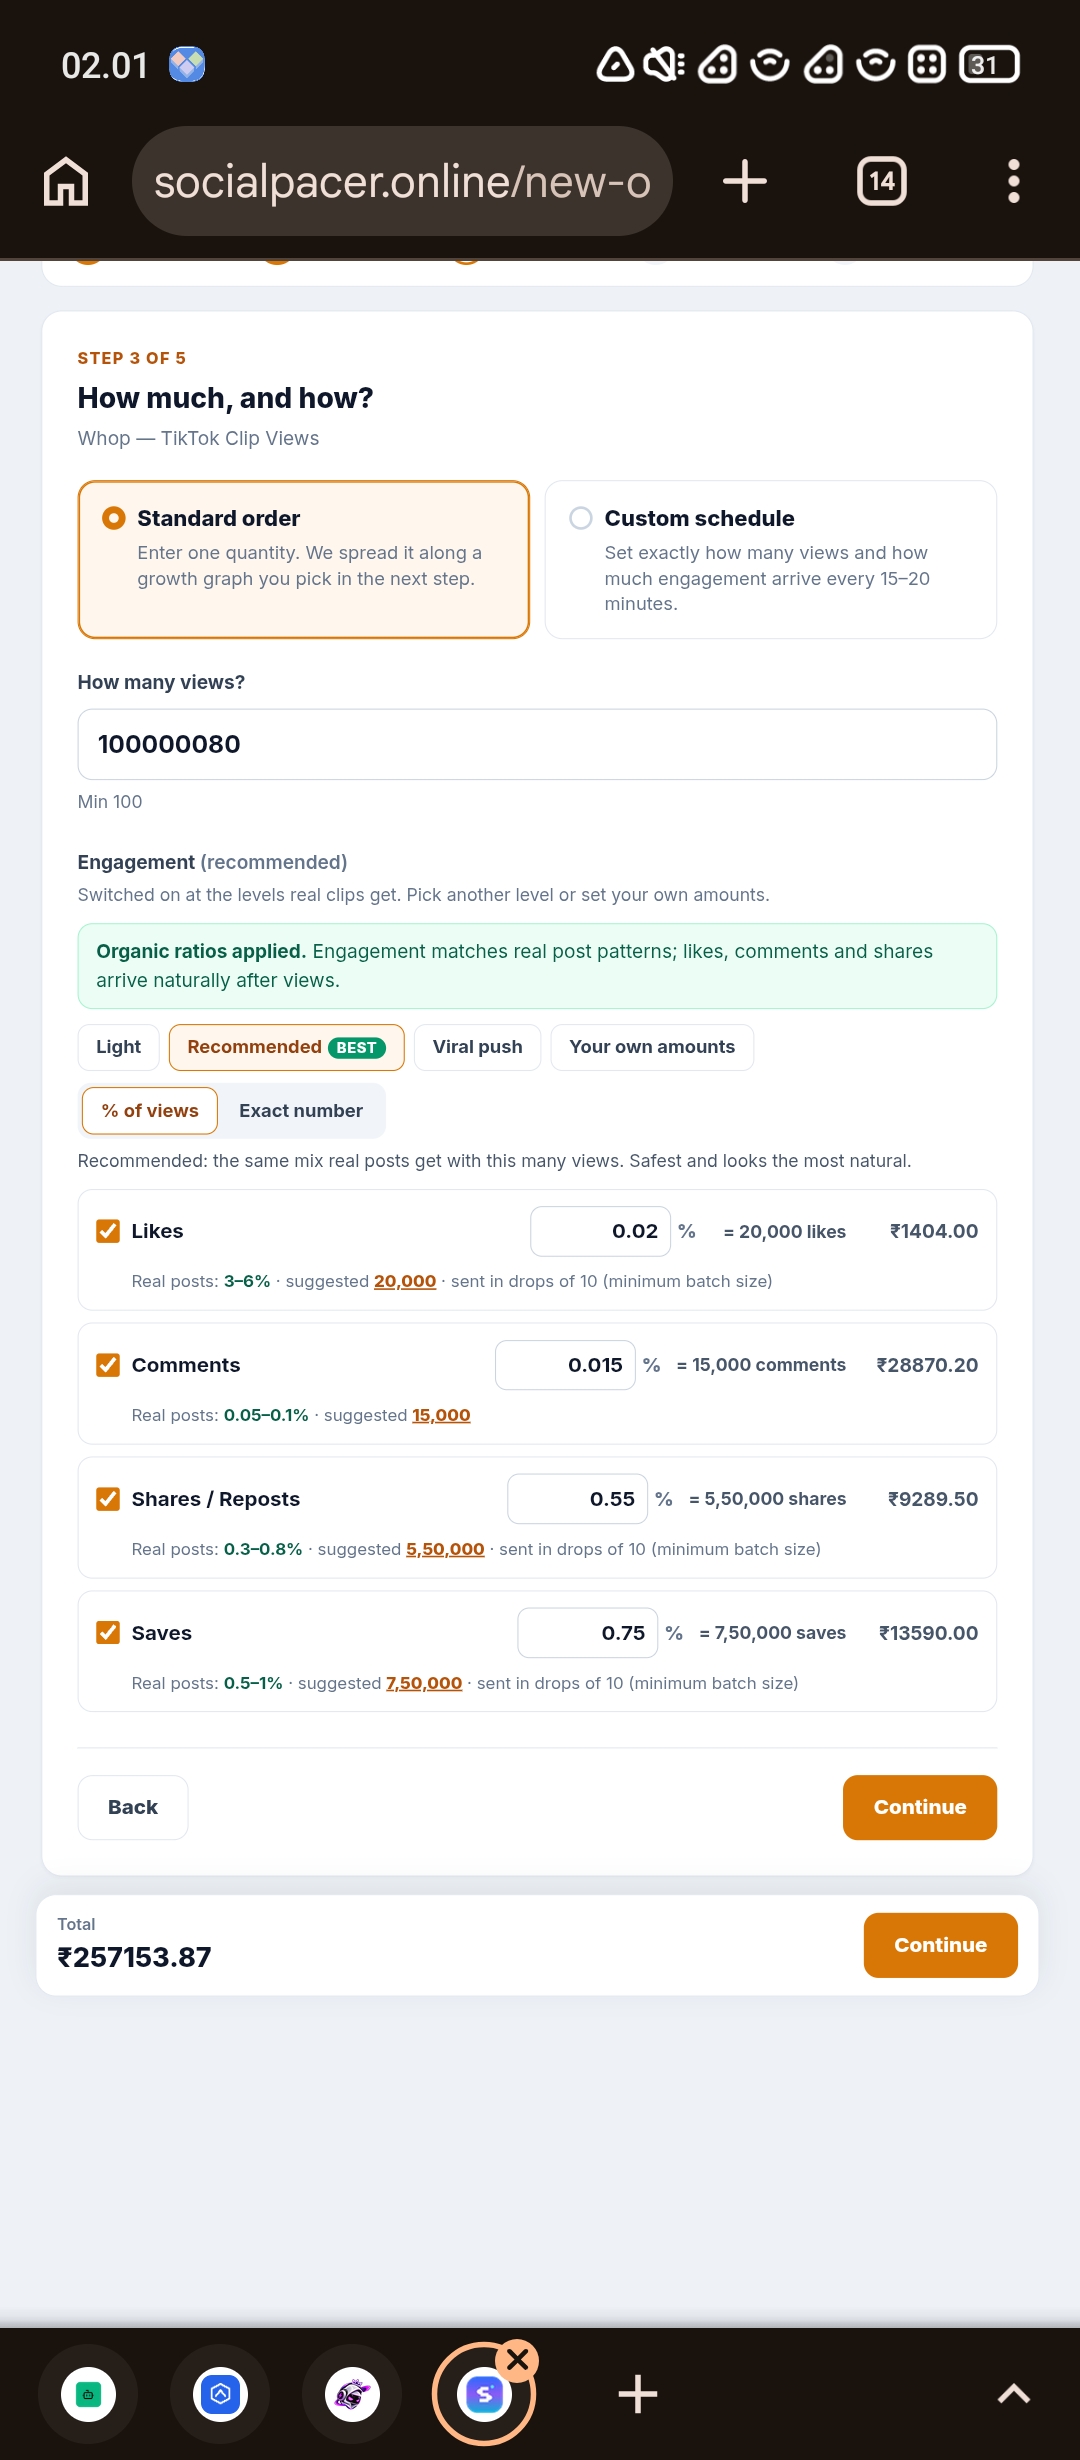 02.01
31
socialpacer.online/new-o
14
STEP 3 OF 5
How much, and how?
Whop — TikTok Clip Views
Standard order
Enter one quantity. We spread it along a
growth graph you pick in the next step.
Custom schedule
Set exactly how many views and how
much engagement arrive every 15–20
minutes.
How many views?
100000080
Min 100
Engagement (recommended)
Switched on at the levels real clips get. Pick another level or set your own amounts.
Organic ratios applied. Engagement matches real post patterns; likes, comments and shares
arrive naturally after views.
Light
Recommended BEST
Viral push
Your own amounts
% of views
Exact number
Recommended: the same mix real posts get with this many views. Safest and looks the most natural.
Likes 0.02 % = 20,000 likes ₹1404.00
Real posts: 3–6% · suggested 20,000 · sent in drops of 10 (minimum batch size)
Comments 0.015 % = 15,000 comments ₹28870.20
Real posts: 0.05–0.1% · suggested 15,000
Shares / Reposts 0.55 % = 5,50,000 shares ₹9289.50
Real posts: 0.3–0.8% · suggested 5,50,000 · sent in drops of 10 (minimum batch size)
Saves 0.75 % = 7,50,000 saves ₹13590.00
Real posts: 0.5–1% · suggested 7,50,000 · sent in drops of 10 (minimum batch size)
Back
Continue
Total
₹257153.87
Continue